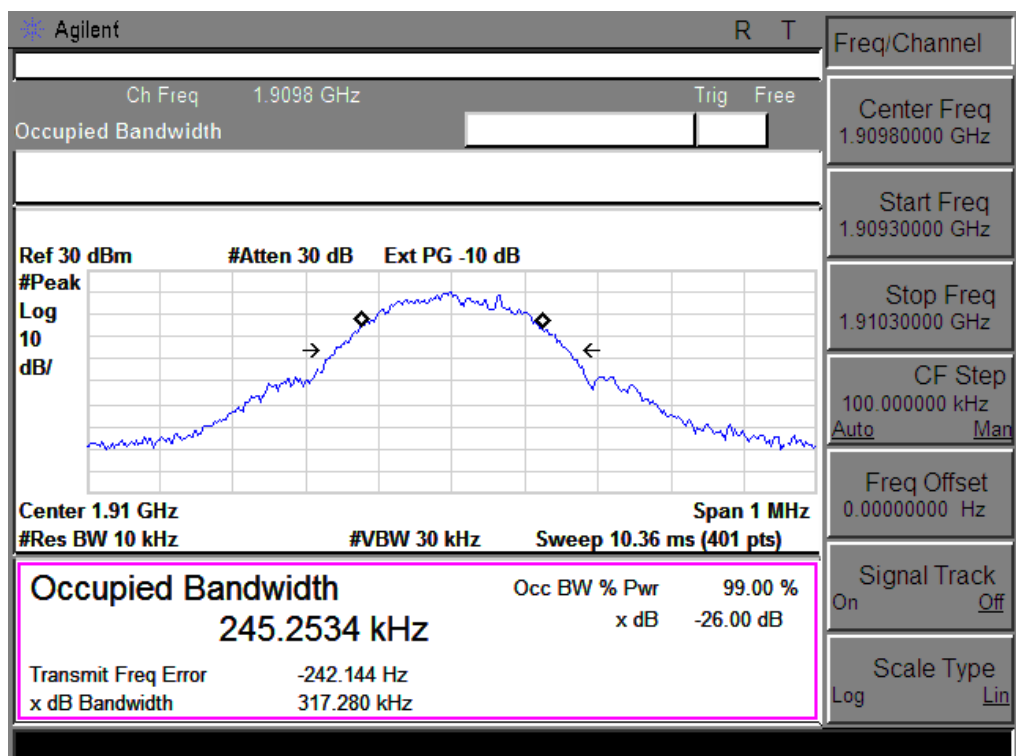 Agilent R T
Ch Freq 1.9098 GHz Trig Free
Occupied Bandwidth
Ref 30 dBm #Atten 30 dB Ext PG -10 dB
#Peak
Log
10
dB/
Center 1.91 GHz Span 1 MHz
#Res BW 10 kHz #VBW 30 kHz Sweep 10.36 ms (401 pts)
Occupied Bandwidth Occ BW % Pwr 99.00 %
245.2534 kHz x dB -26.00 dB
Transmit Freq Error -242.144 Hz
x dB Bandwidth 317.280 kHz
Freq/Channel
Center Freq
1.90980000 GHz
Start Freq
1.90930000 GHz
Stop Freq
1.91030000 GHz
CF Step
100.000000 kHz
Auto Man
Freq Offset
0.00000000 Hz
Signal Track
On Off
Scale Type
Log Lin